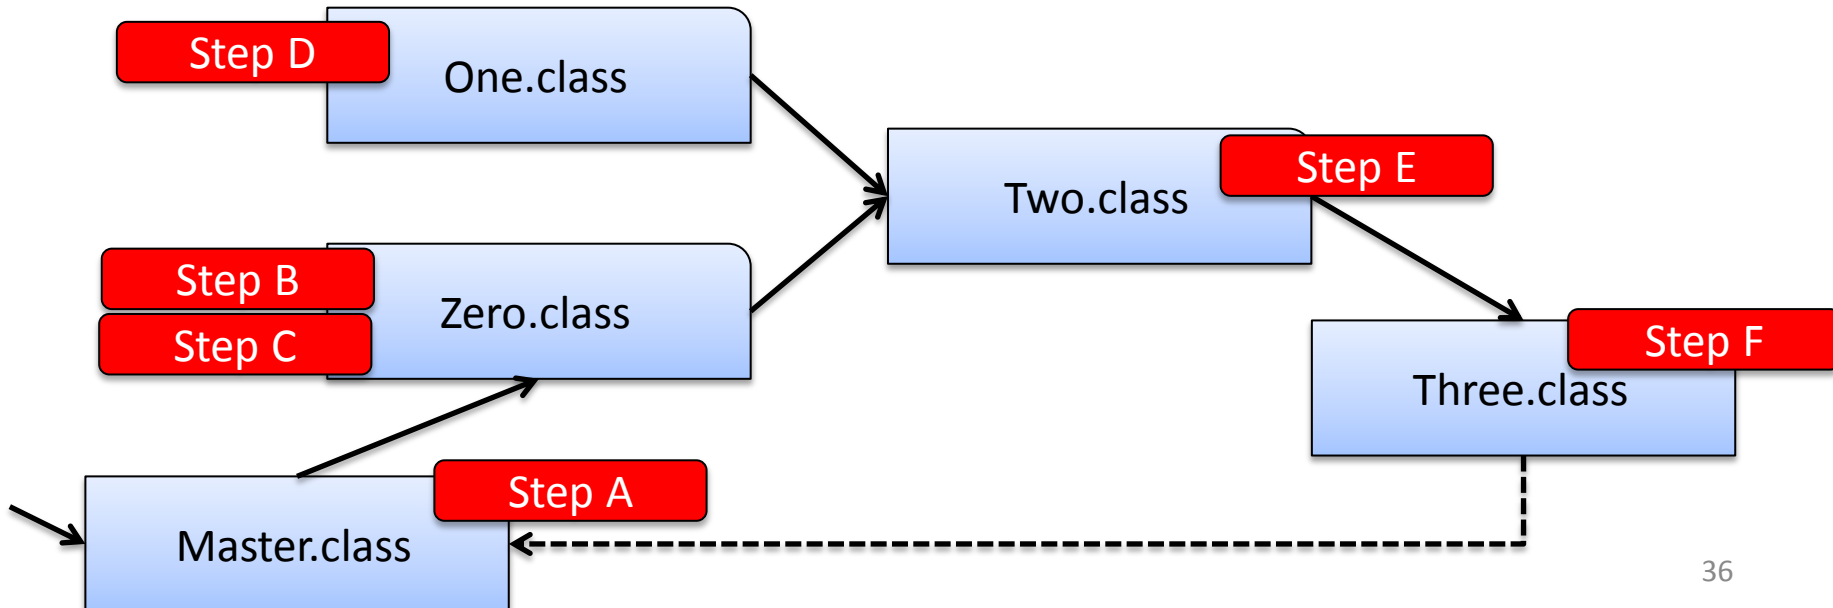 Step D
One.class
Step E
Two.class
Step B
Zero.class
Step C
Step F
Three.class
Step A
Master.class
36